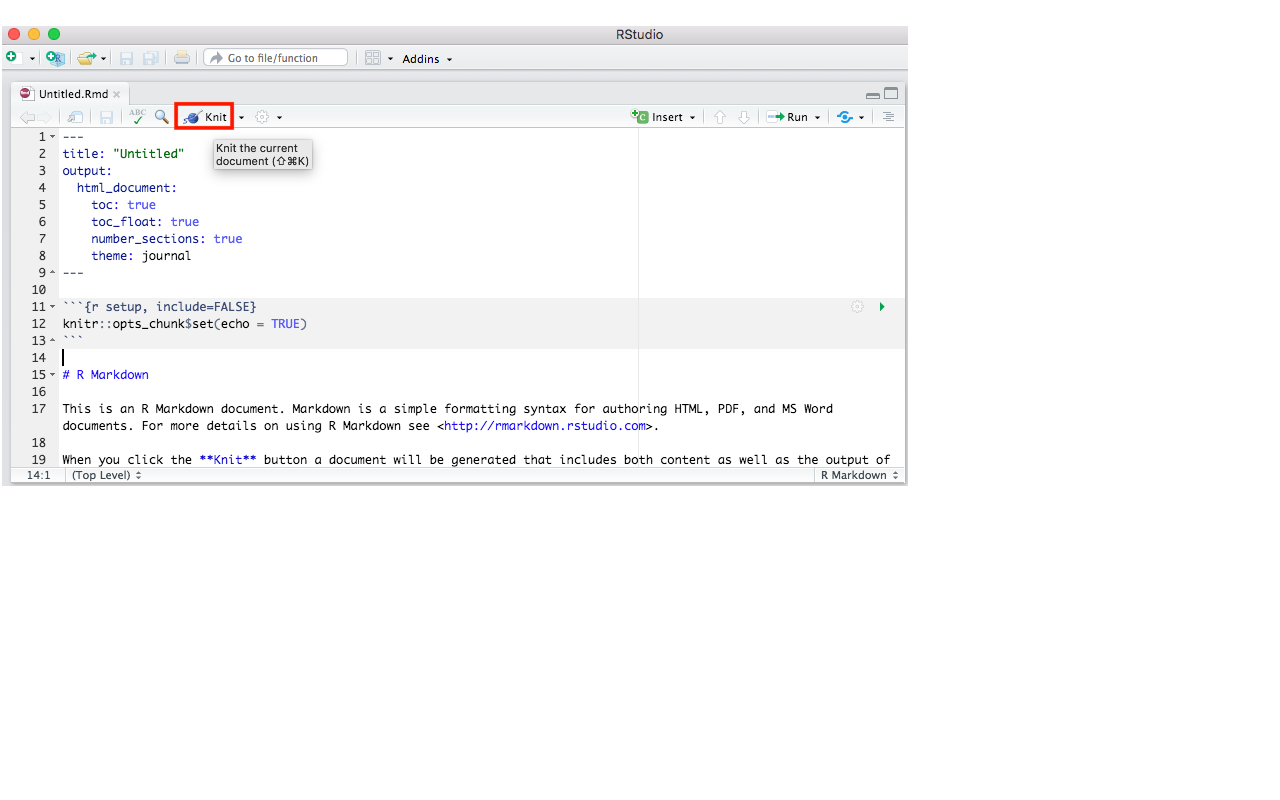 RStudio
Go to file/function
Addins
Untitled.Rmd
ABC
Knit
Insert
Run
Knit the current
document (⇧⌘K)
1 ---
2 title: "Untitled"
3 output:
4   html_document:
5     toc: true
6     toc_float: true
7     number_sections: true
8     theme: journal
9 ---
10
11 ```{r setup, include=FALSE}
12 knitr::opts_chunk$set(echo = TRUE)
13 ```
14
15 # R Markdown
16
17 This is an R Markdown document. Markdown is a simple formatting syntax for authoring HTML, PDF, and MS Word
documents. For more details on using R Markdown see <http://rmarkdown.rstudio.com>.
18
19 When you click the **Knit** button a document will be generated that includes both content as well as the output of
14:1 (Top Level) R Markdown